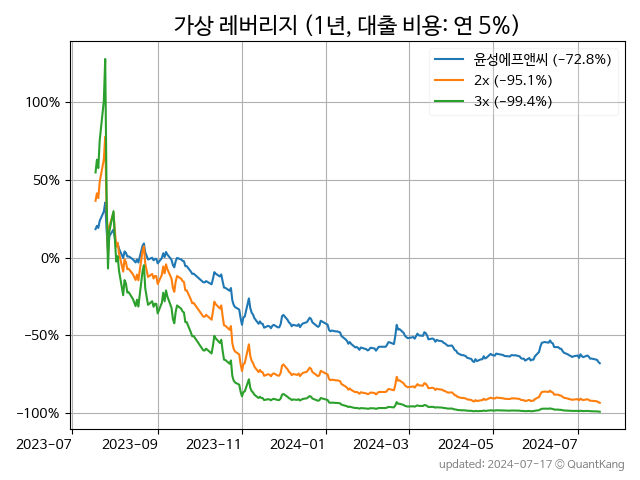 가상 레버리지 (1년, 대출 비용: 연 5%)
윤성에프앤씨 (−72.8%)
2x (−95.1%)
3x (−99.4%)
100%
50%
0%
−50%
−100%
2023-07 2023-09 2023-11 2024-01 2024-03 2024-05 2024-07
updated: 2024-07-17 © QuantKang